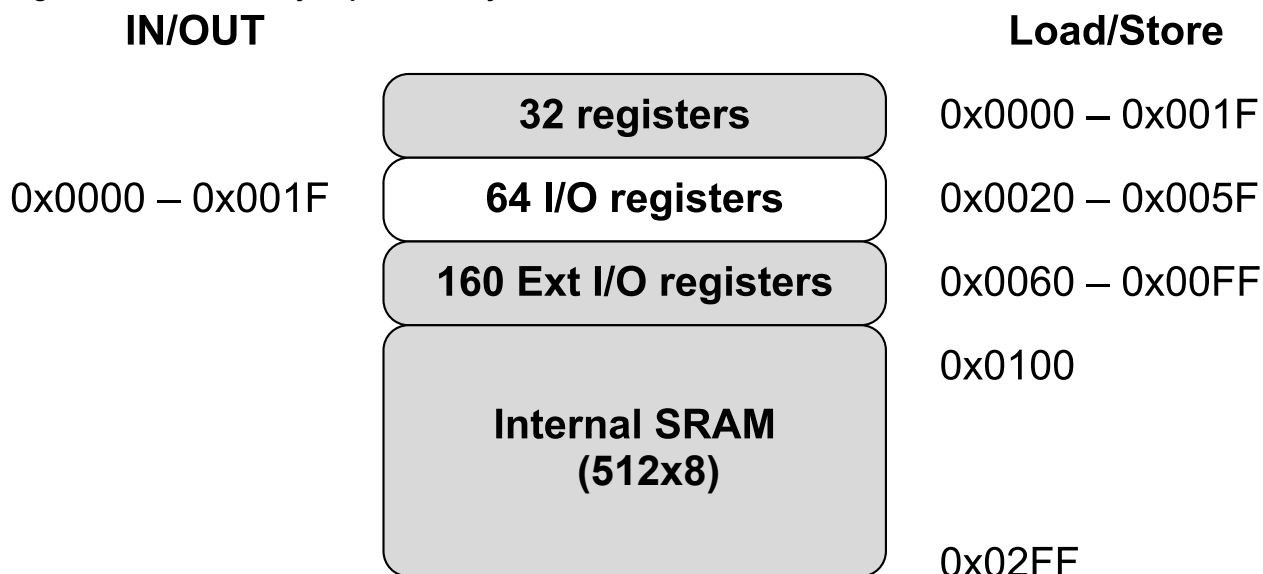 IN/OUT Load/Store
32 registers 0x0000 – 0x001F
0x0000 – 0x001F 64 I/O registers 0x0020 – 0x005F
160 Ext I/O registers 0x0060 – 0x00FF
0x0100
Internal SRAM
(512x8)
0x02FF